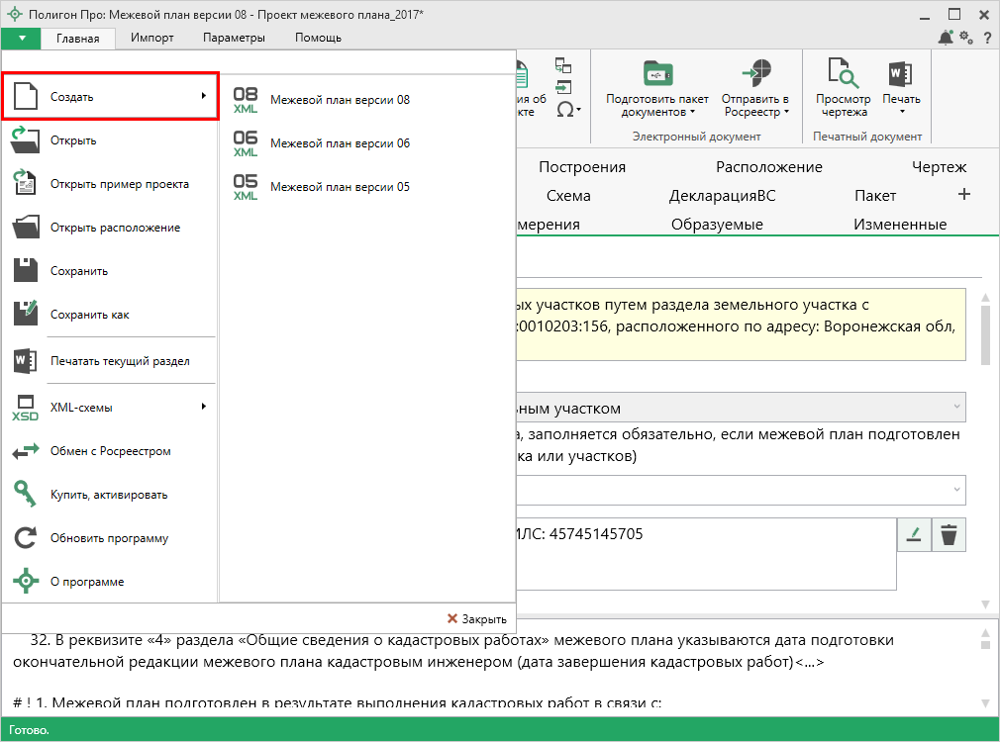 Полигон Про: Межевой план версии 08 - Проект межевого плана_2017*
Главная
Импорт
Параметры
Помощь
?
Создать
Открыть
Открыть пример проекта
Открыть расположение
Сохранить
Сохранить как
Печатать текущий раздел
XML-схемы
XSD
Обмен с Росреестром
Купить, активировать
Обновить программу
О программе
08 XML Межевой план версии 08
06 XML Межевой план версии 06
05 XML Межевой план версии 05
Закрыть
Подготовить пакет
документов
Отправить в
Росреестр
Электронный документ
Просмотр
чертежа
Печать
Печатный документ
Построения
Расположение
Чертеж
Схема
ДекларацияВС
Пакет
+
мерения
Образуемые
Измененные
ых участков путем раздела земельного участка с
:0010203:156, расположенного по адресу: Воронежская обл,
ным участком
а, заполняется обязательно, если межевой план подготовлен
ка или участков)
ИЛС: 45745145705
32. В реквизите «4» раздела «Общие сведения о кадастровых работах» межевого плана указываются дата подготовки
окончательной редакции межевого плана кадастровым инженером (дата завершения кадастровых работ)<...>
# ! 1. Межевой план подготовлен в результате выполнения кадастровых работ в связи с:
Готово.